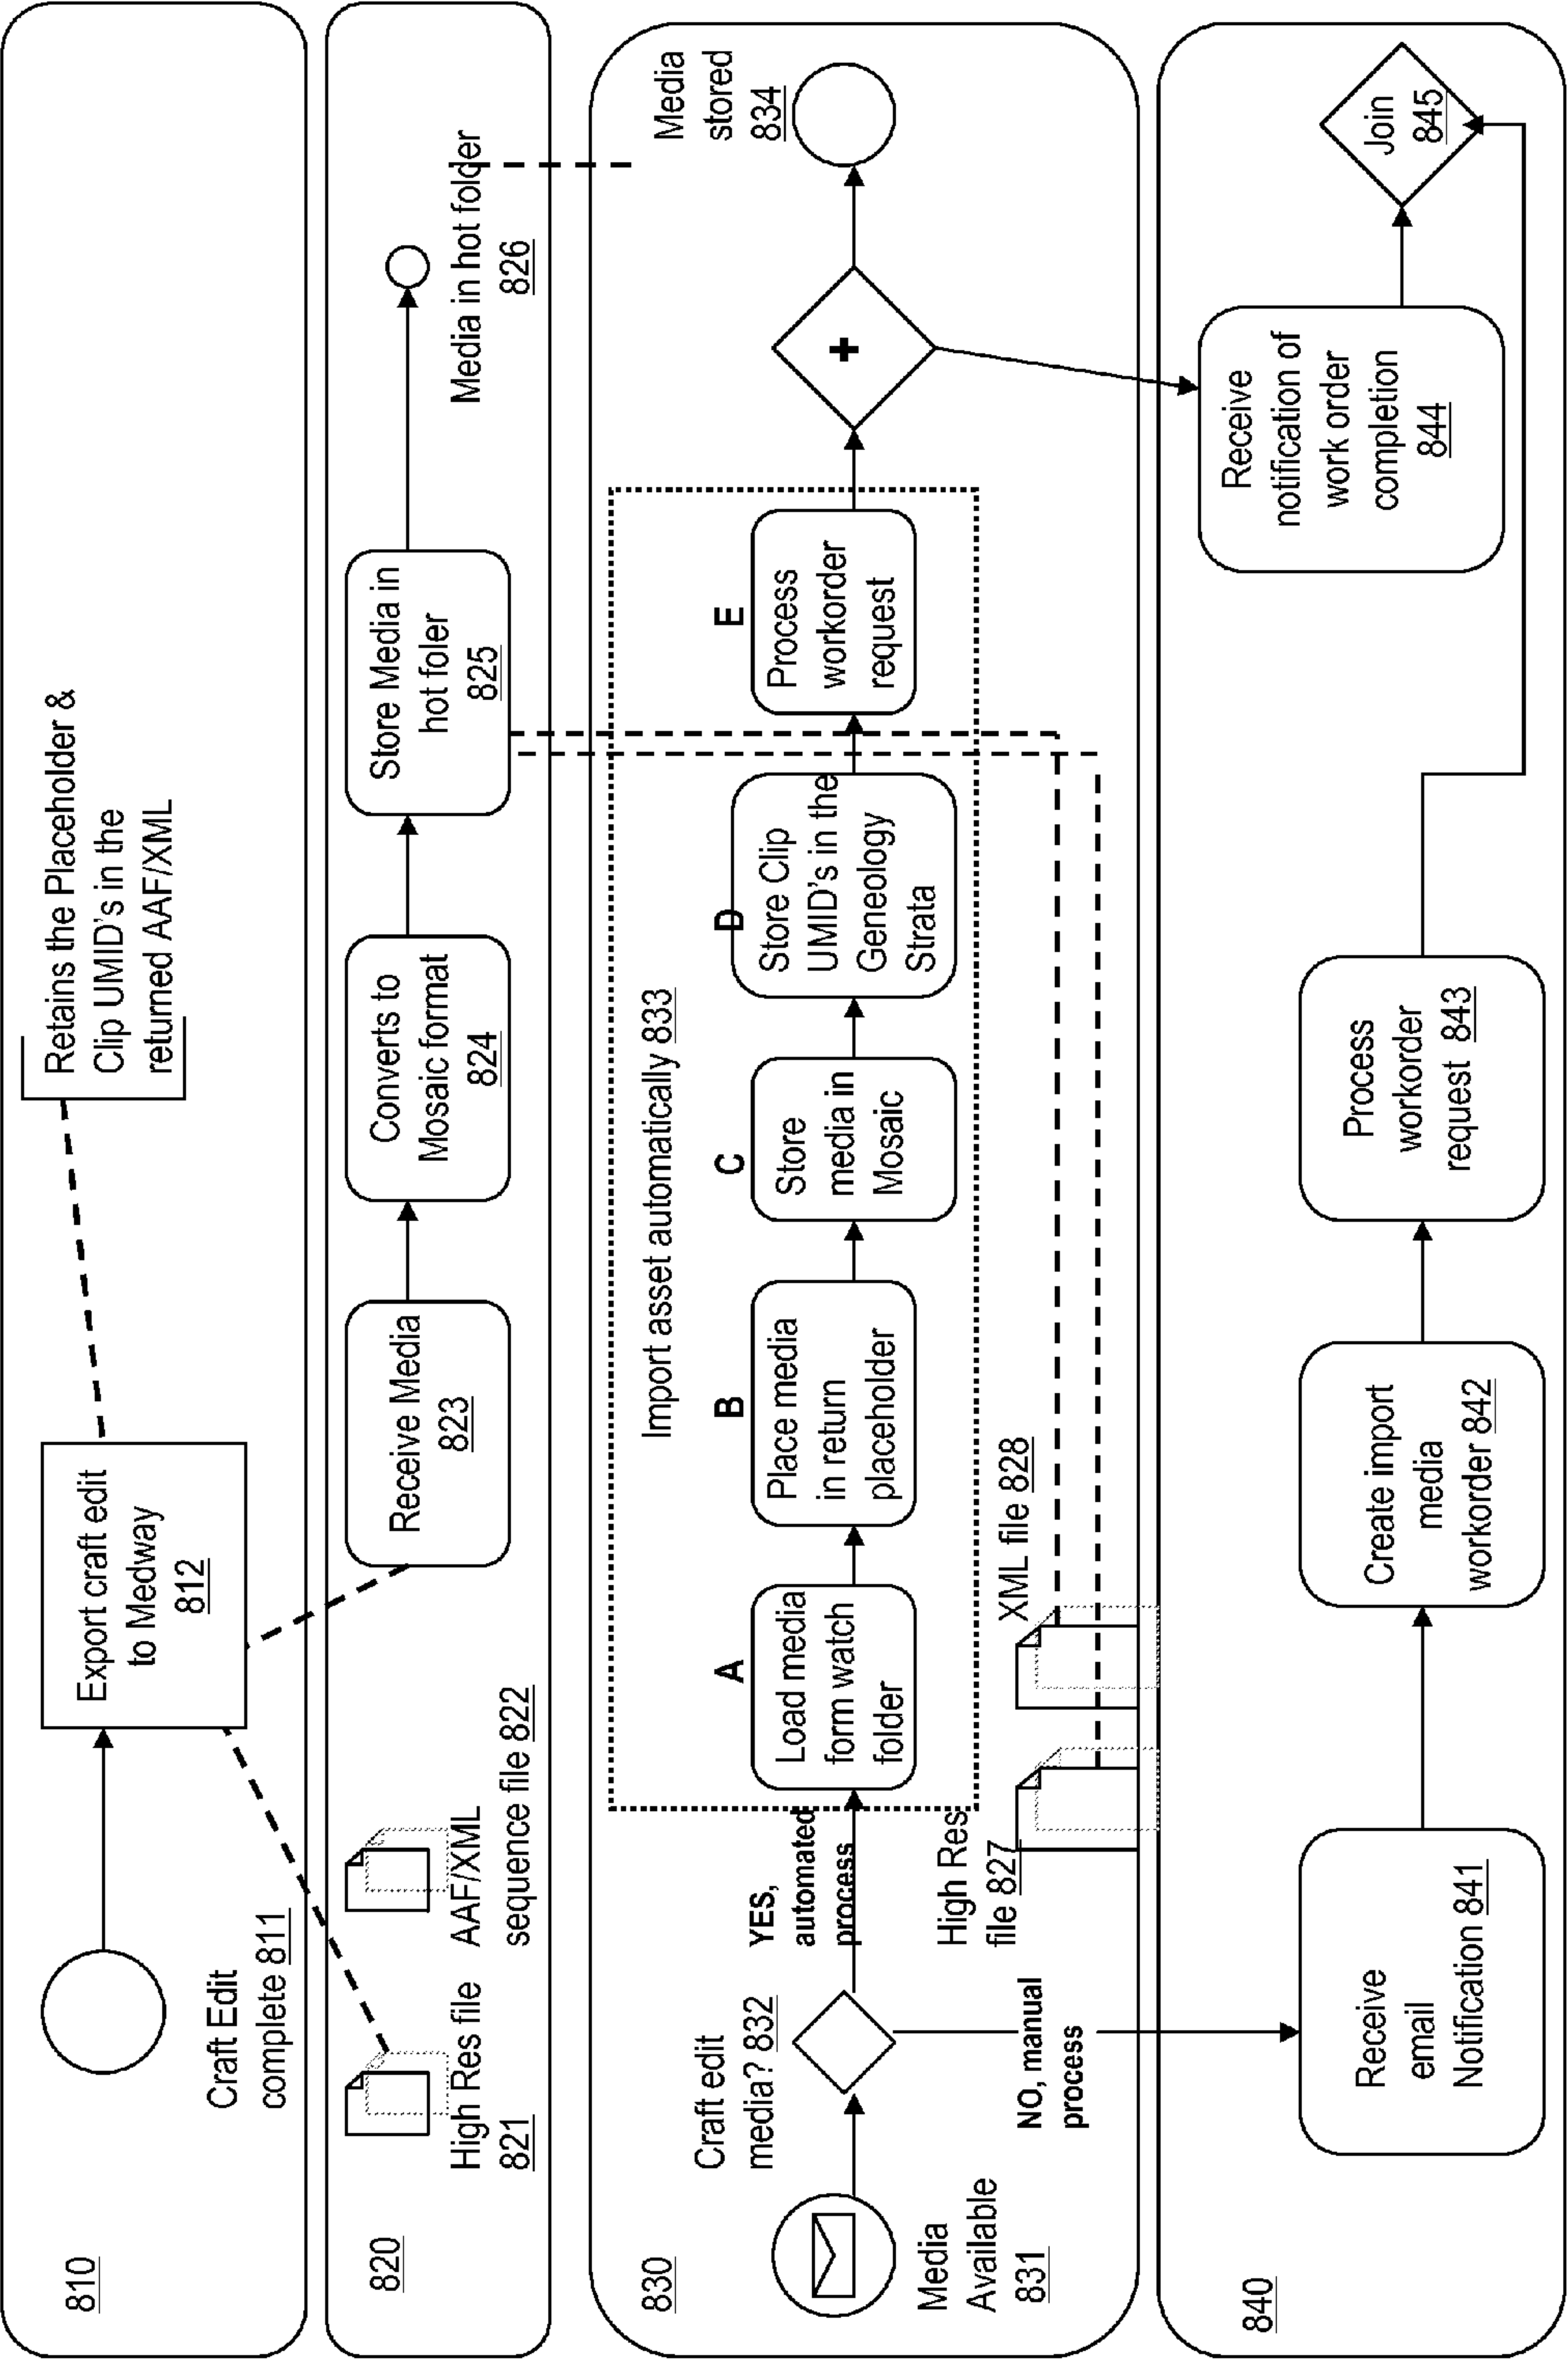 810
Craft Edit
complete 811
Export craft edit
to Medway
812
Retains the Placeholder &
Clip UMID's in the
returned AAF/XML
820
High Res file
821
AAF/XML
sequence file 822
Receive Media
823
Converts to
Mosaic format
824
Store Media in
hot foler
825
Media in hot folder
826
830
Media
Available
831
Craft edit
media? 832
YES,
automated
process
NO, manual
process
Import asset automatically 833
A
Load media
form watch
folder
B
Place media
in return
placeholder
C
Store
media in
Mosaic
D
Store Clip
UMID's in the
Geneology
Strata
E
Process
workorder
request
Media
stored
834
High Res
file 827
XML file 828
840
Receive
email
Notification 841
Create import
media
workorder 842
Process
workorder
request 843
Receive
notification of
work order
completion
844
Join
845